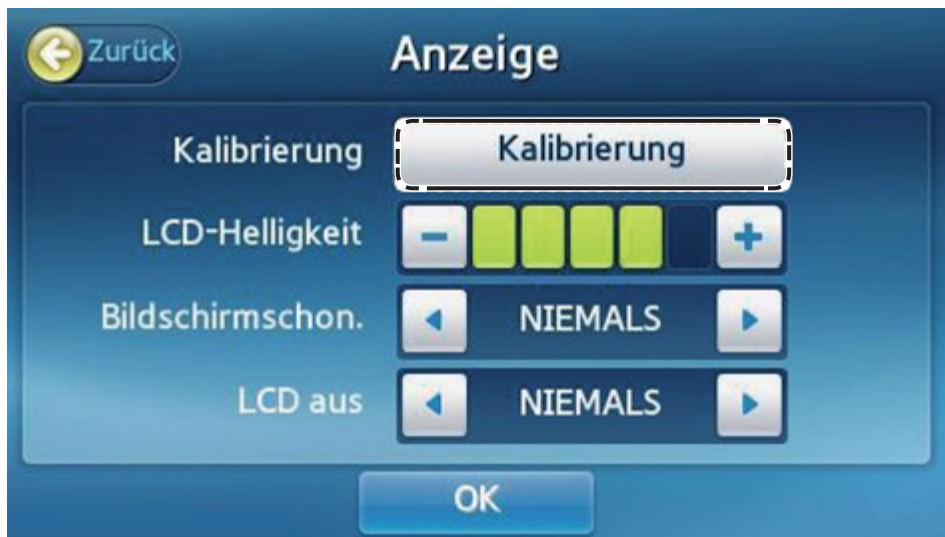 Zurück
Anzeige
Kalibrierung Kalibrierung
LCD-Helligkeit
Bildschirmschon. NIEMALS
LCD aus NIEMALS
OK